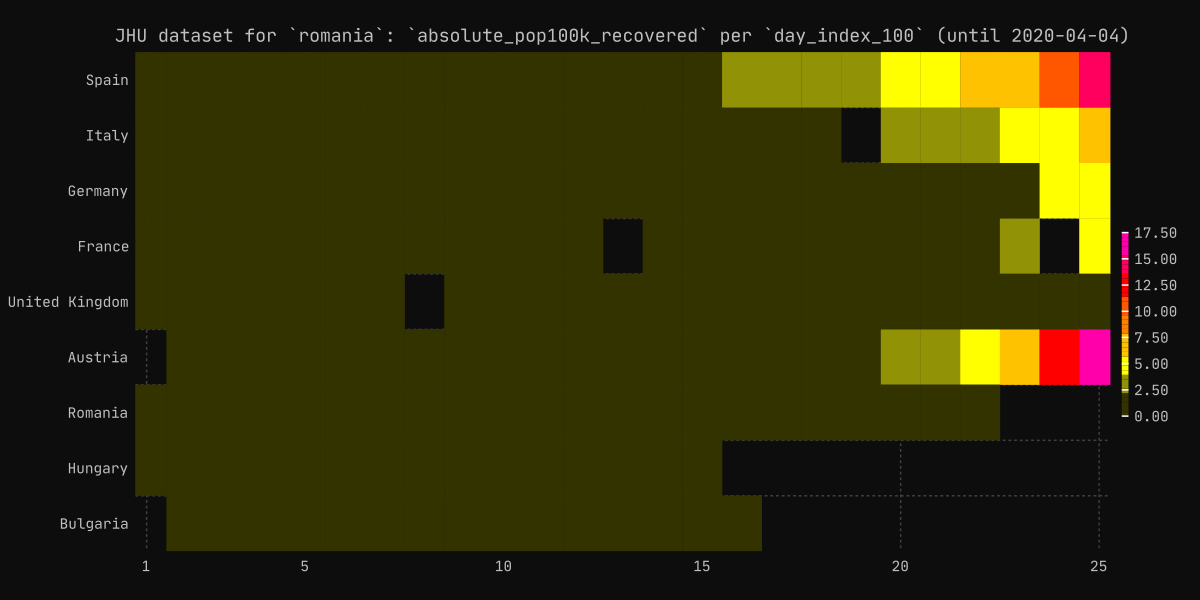 JHU dataset for `romania`: `absolute_pop100k_recovered` per `day_index_100` (until 2020-04-04)
Spain
Italy
Germany
France
United Kingdom
Austria
Romania
Hungary
Bulgaria
17.50
15.00
12.50
10.00
7.50
5.00
2.50
0.00
1 5 10 15 20 25